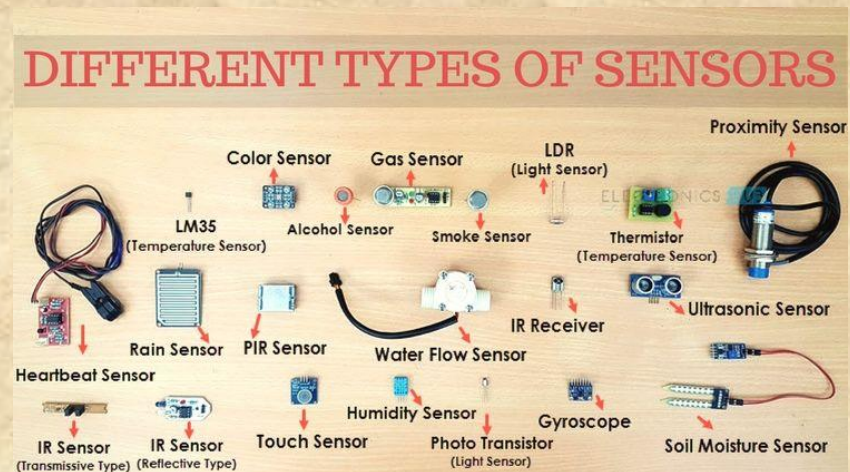 DIFFERENT TYPES OF SENSORS
Proximity Sensor
Color Sensor
Gas Sensor
LDR
(Light Sensor)
LM35
(Temperature Sensor)
Alcohol Sensor
Smoke Sensor
Thermistor
(Temperature Sensor)
Heartbeat Sensor
Rain Sensor
PIR Sensor
Water Flow Sensor
IR Receiver
Ultrasonic Sensor
IR Sensor
(Transmissive Type)
IR Sensor
(Reflective Type)
Touch Sensor
Humidity Sensor
Photo Transistor
(Light Sensor)
Gyroscope
Soil Moisture Sensor